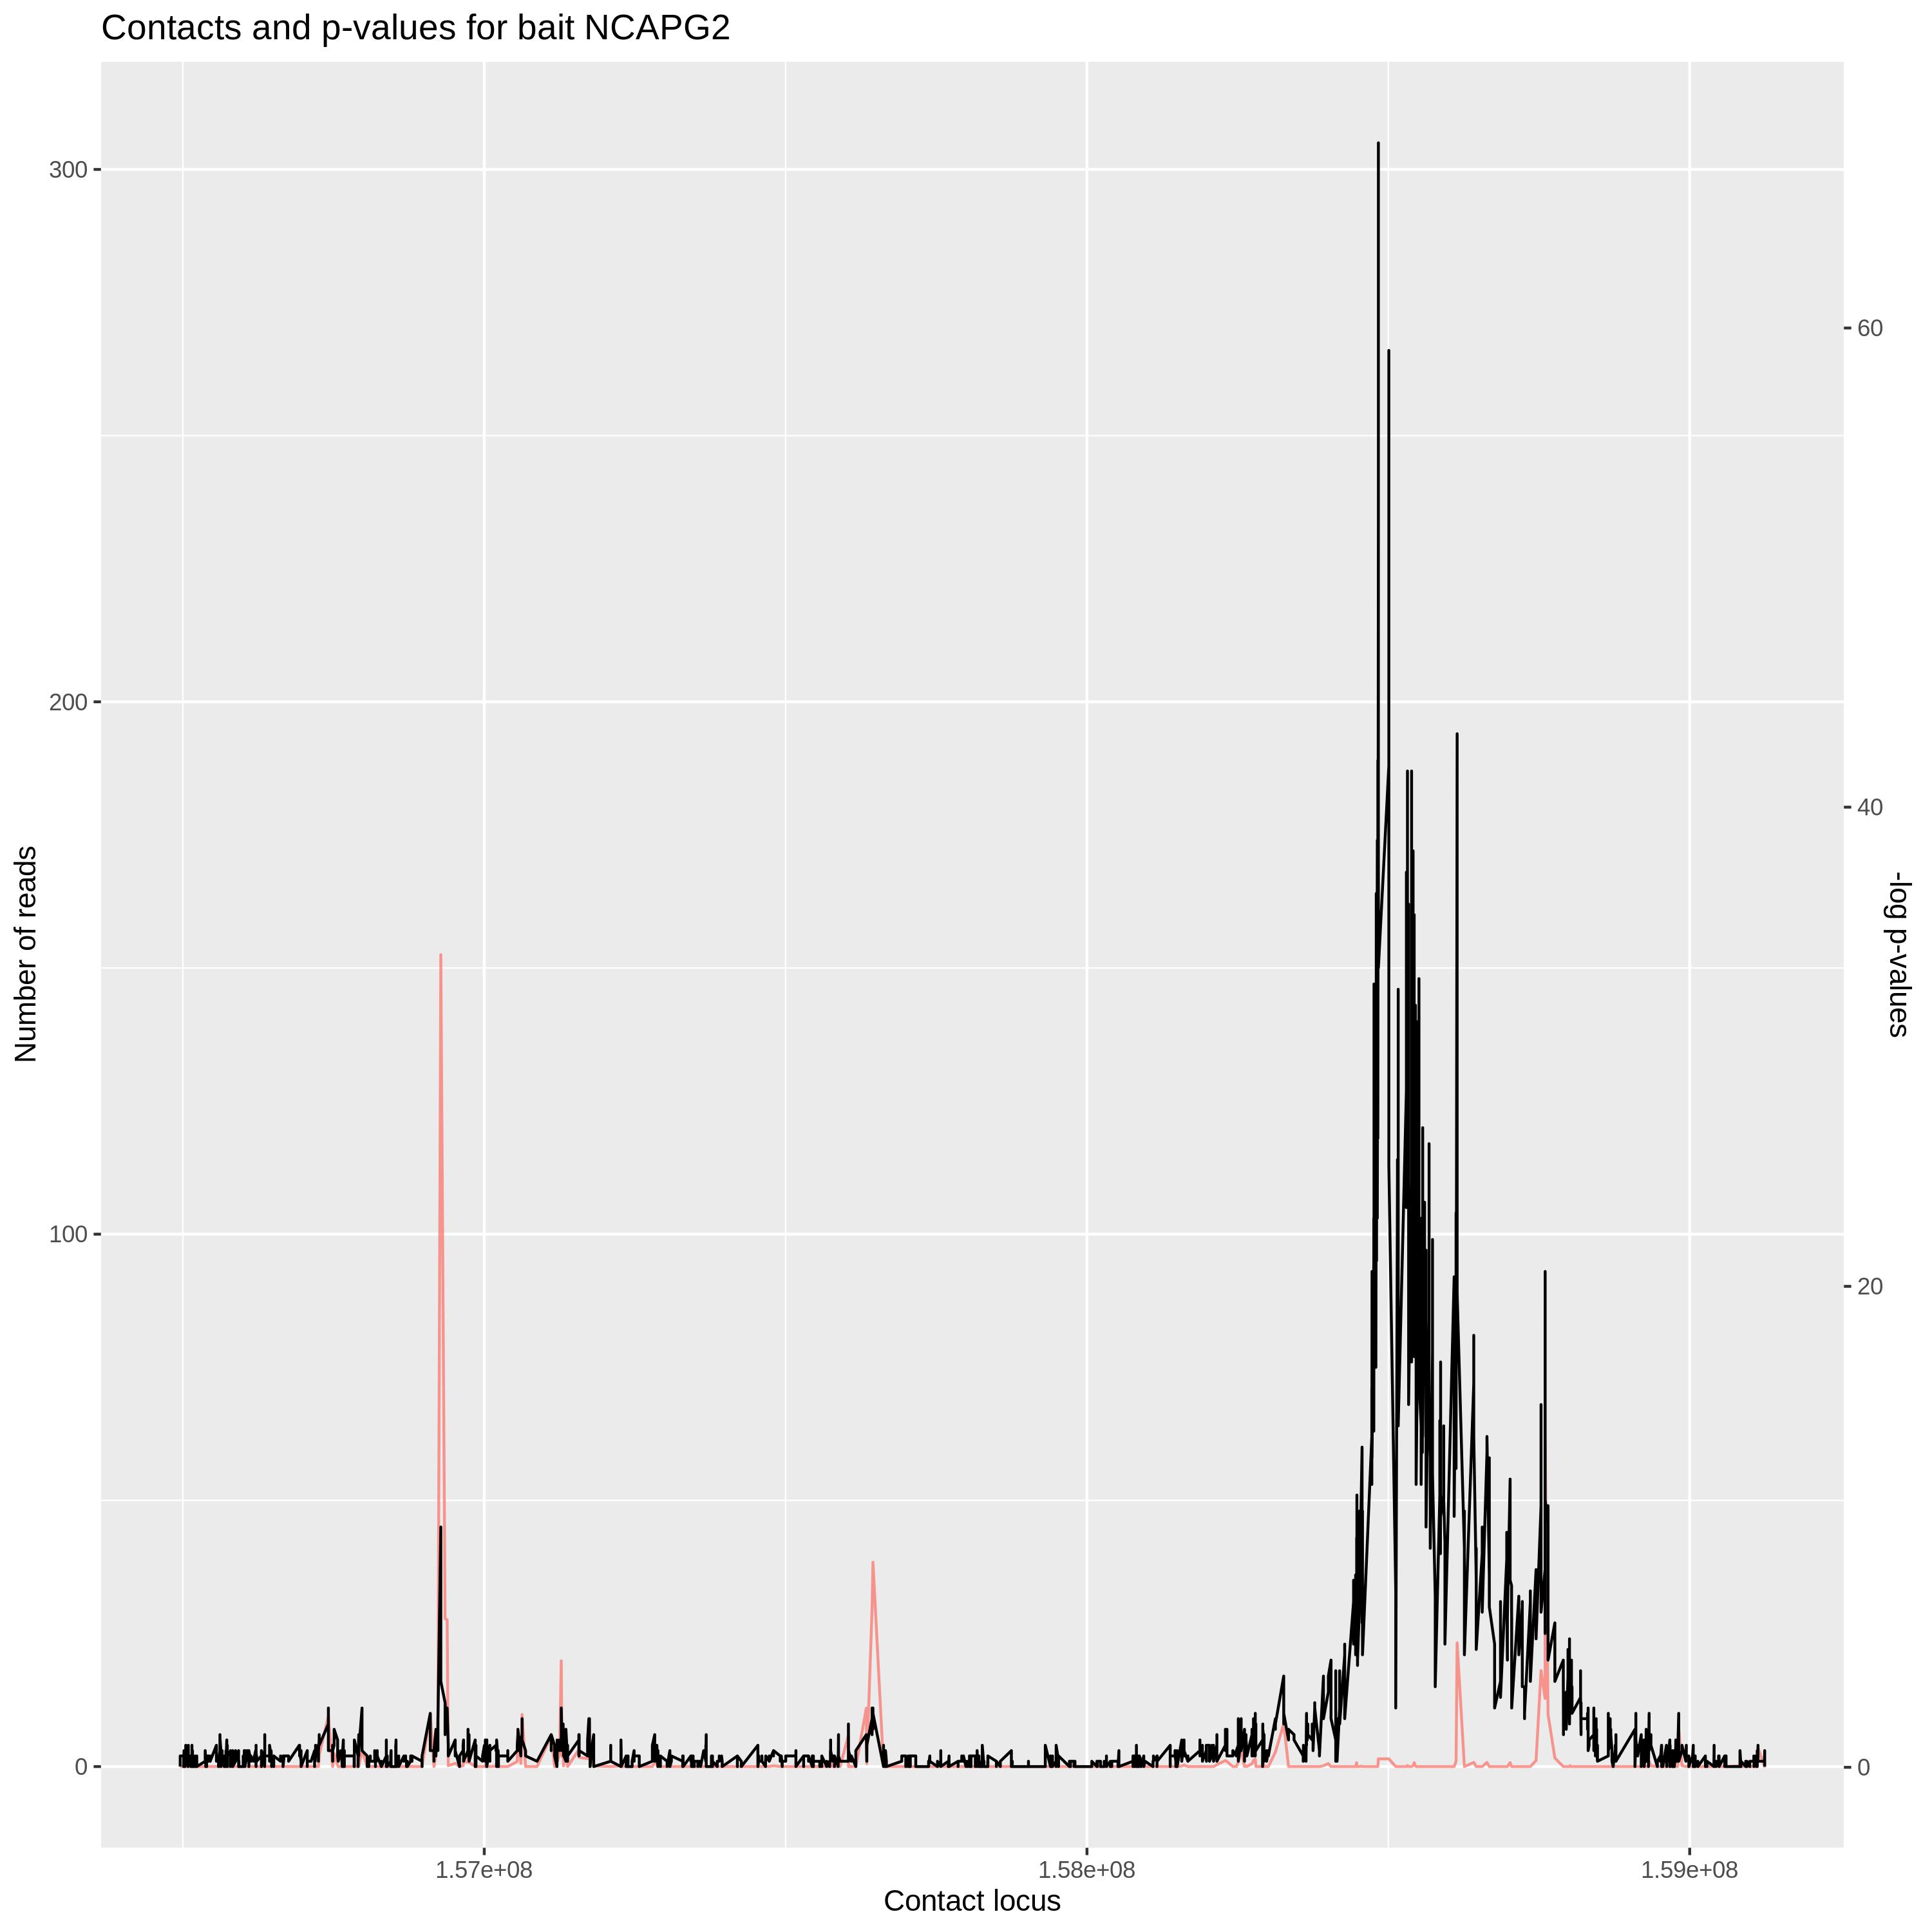 Contacts and p-values for bait NCAPG2
300
200
100
0
Number of reads
60
40
20
0
-log p-values
1.57e+08
1.58e+08
1.59e+08
Contact locus